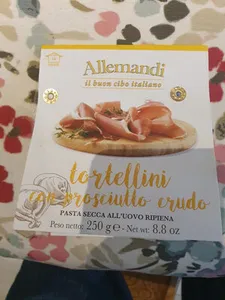 Allemandi
il buon cibo italiano
tortellini
con prosciutto crudo
PASTA SECCA ALL'UOVO RIPIENA
Peso netto: 250 g e - Net wt: 8.8 oz